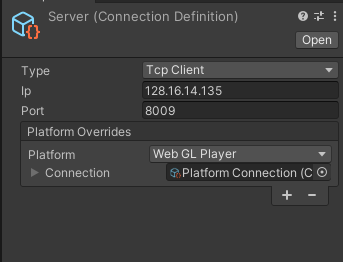 Server (Connection Definition)
Open
Type Tcp Client
Ip 128.16.14.135
Port 8009
Platform Overrides
Platform Web GL Player
Connection Platform Connection (C